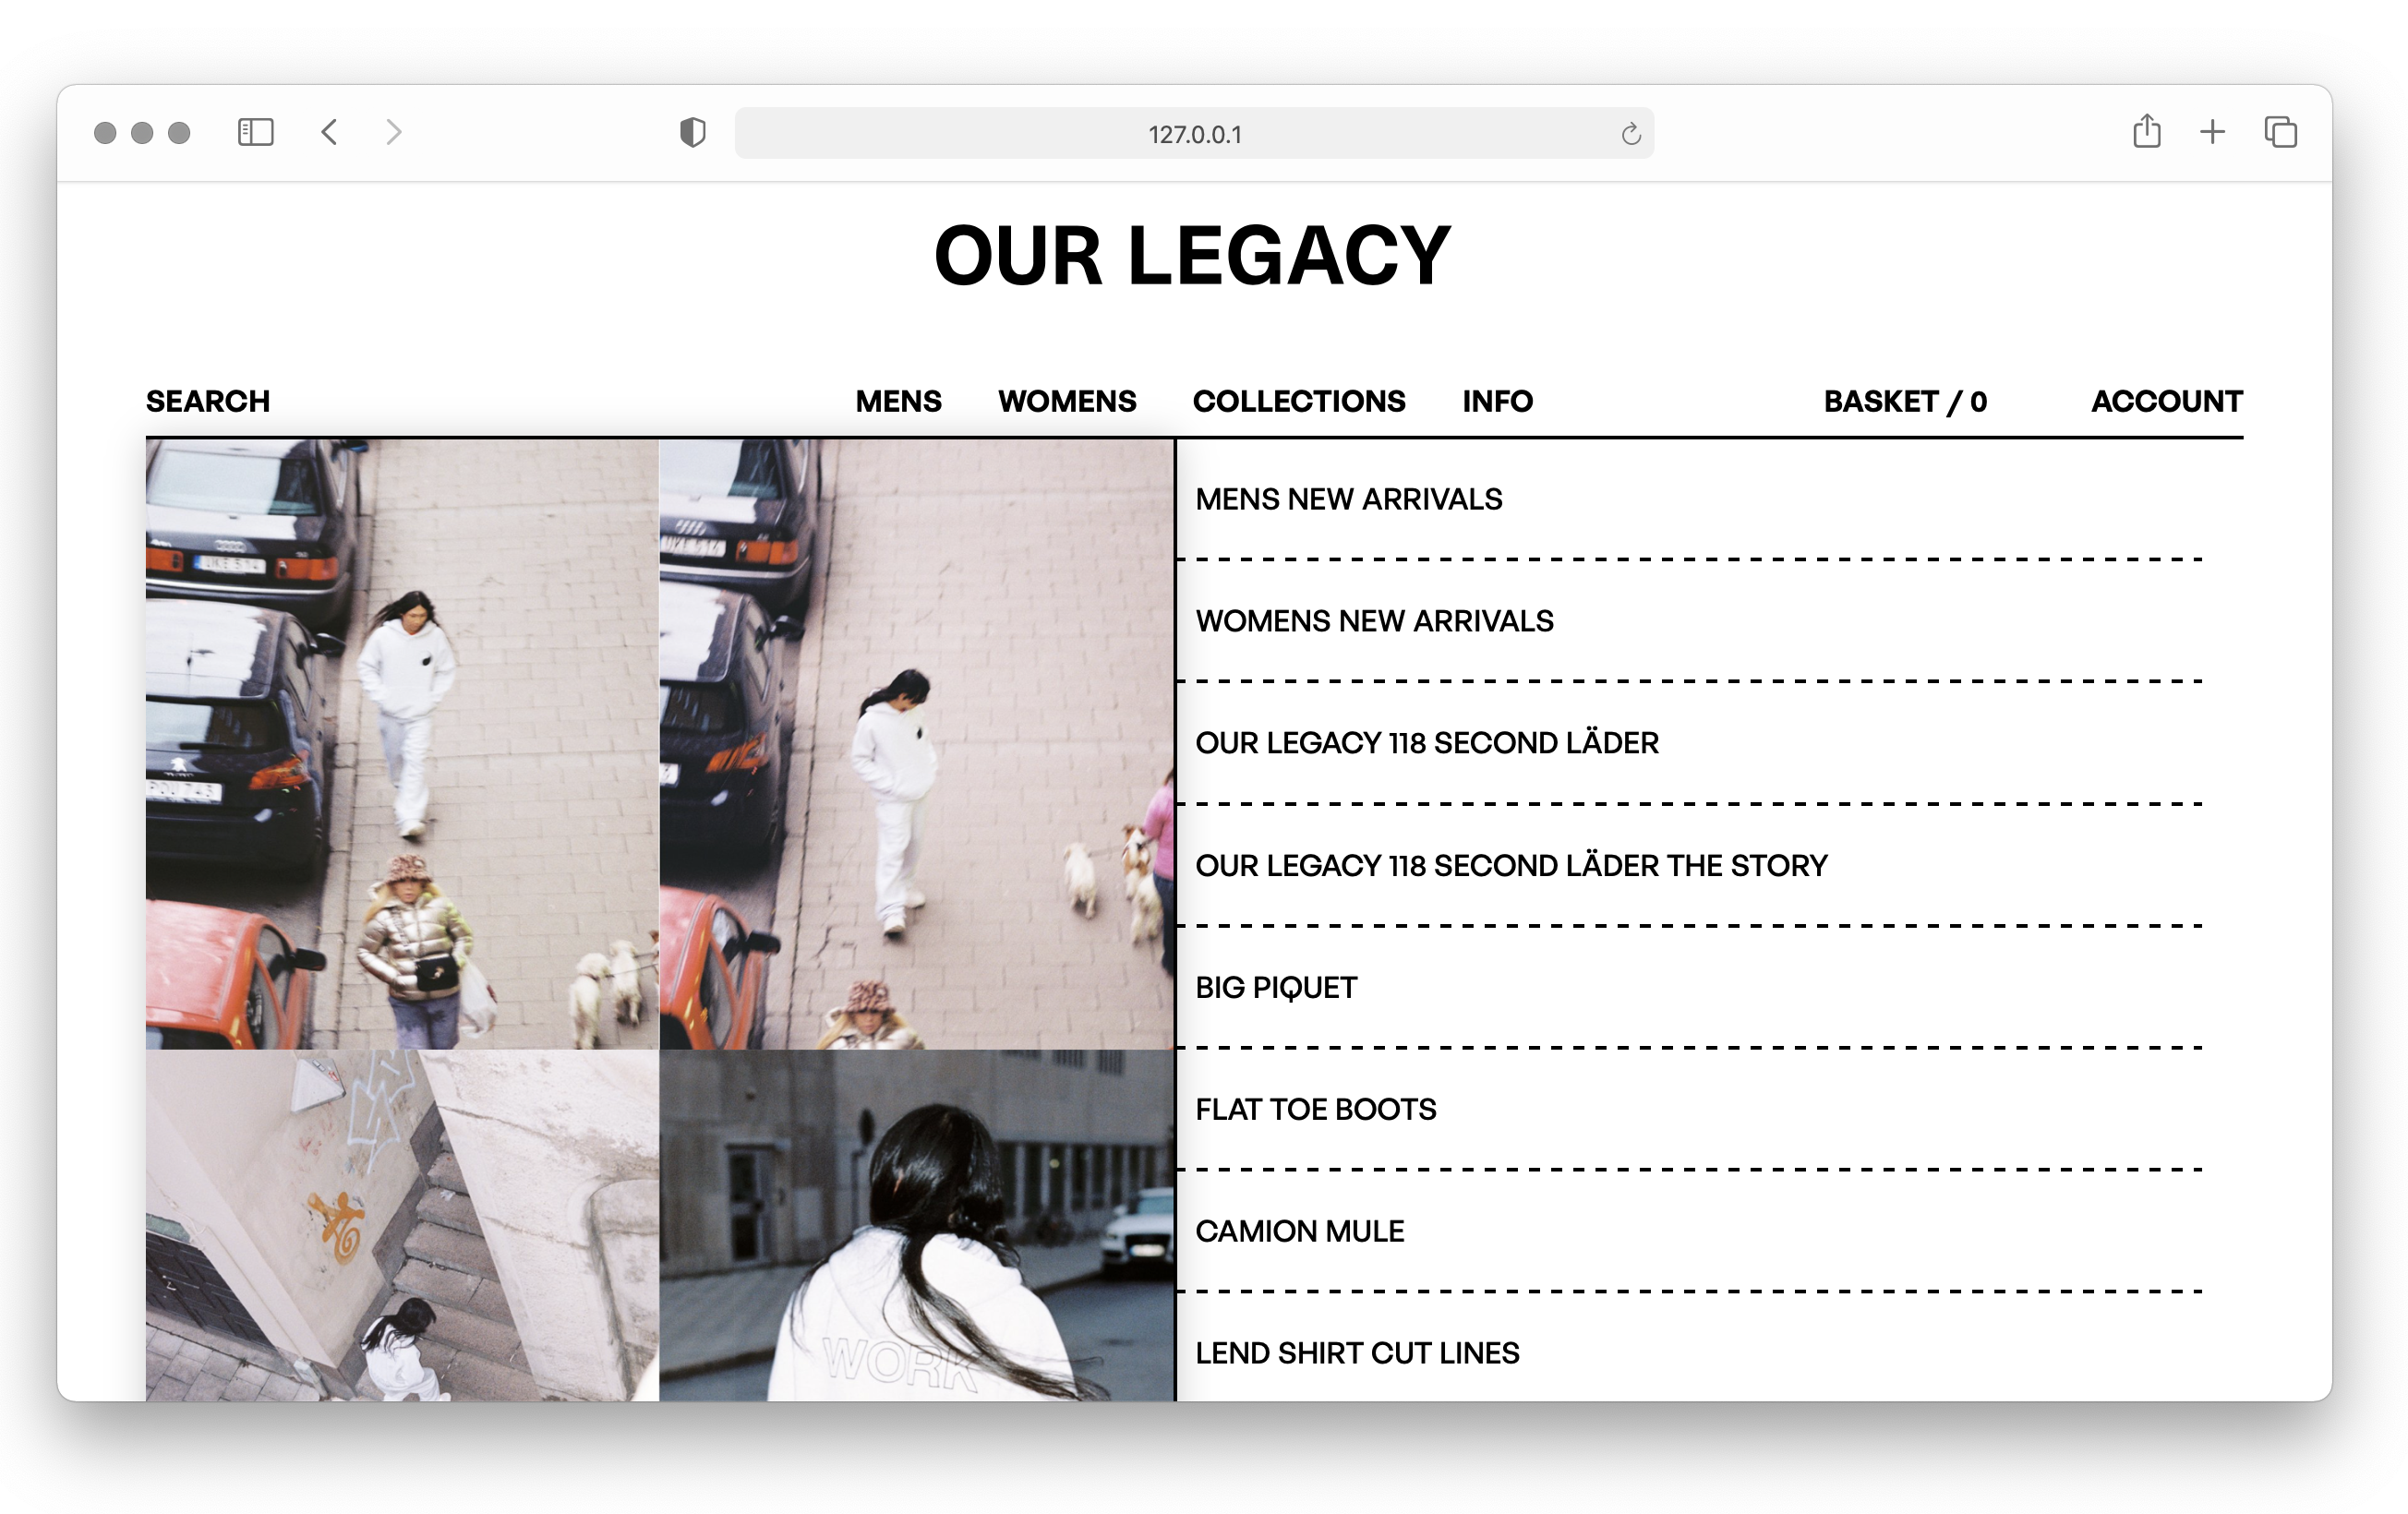 127.0.0.1
OUR LEGACY
SEARCH MENS WOMENS COLLECTIONS INFO BASKET / 0 ACCOUNT
MENS NEW ARRIVALS
WOMENS NEW ARRIVALS
OUR LEGACY 118 SECOND LÄDER
OUR LEGACY 118 SECOND LÄDER THE STORY
BIG PIQUET
FLAT TOE BOOTS
CAMION MULE
LEND SHIRT CUT LINES
WORK